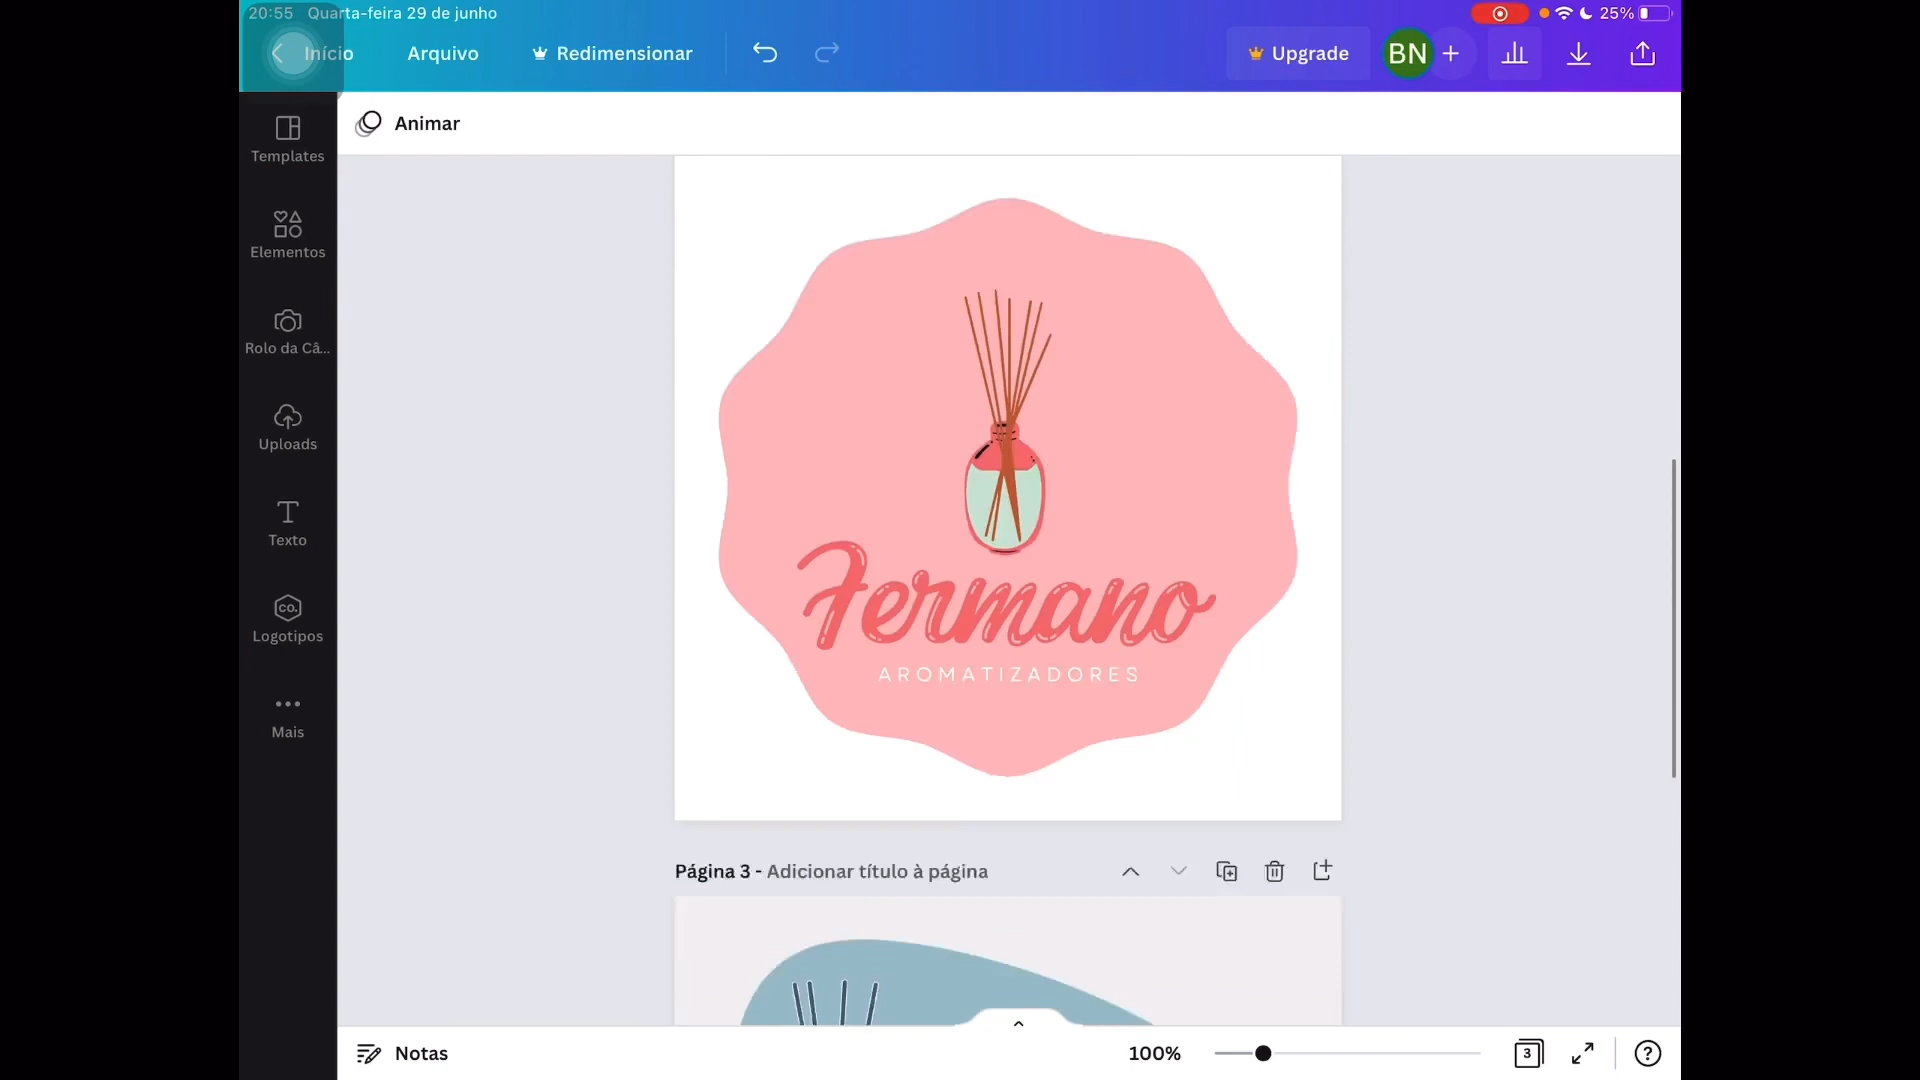 20:55 Quarta-feira 29 de junho
25%
Início Arquivo Redimensionar
Upgrade BN
Animar
Templates
Elementos
Rolo da Câ...
Uploads
Texto
CO.
Logotipos
Mais
Fermano
AROMATIZADORES
Página 3 - Adicionar título à página
Notas
100%
3
?